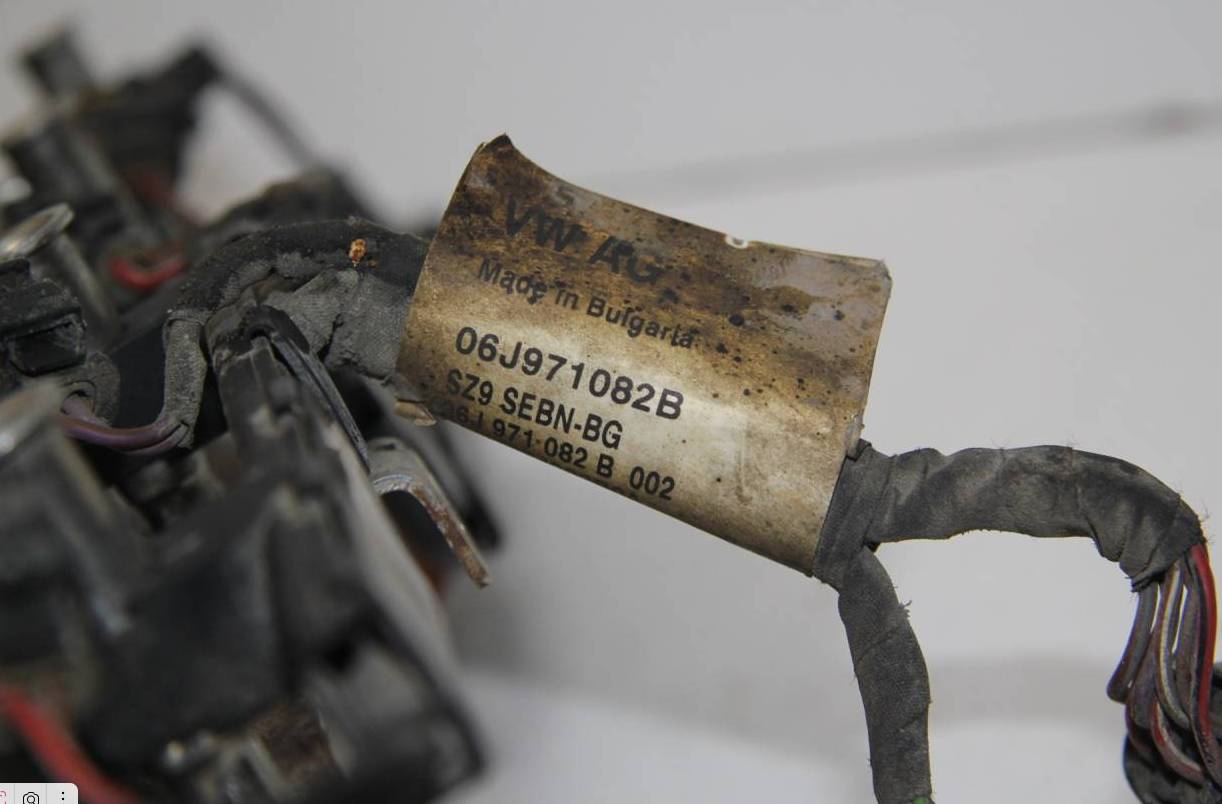 S
VW AG
Made in Bulgaria
06J971082B
SZ9 SEBN-BG
06J 971 082 B 002